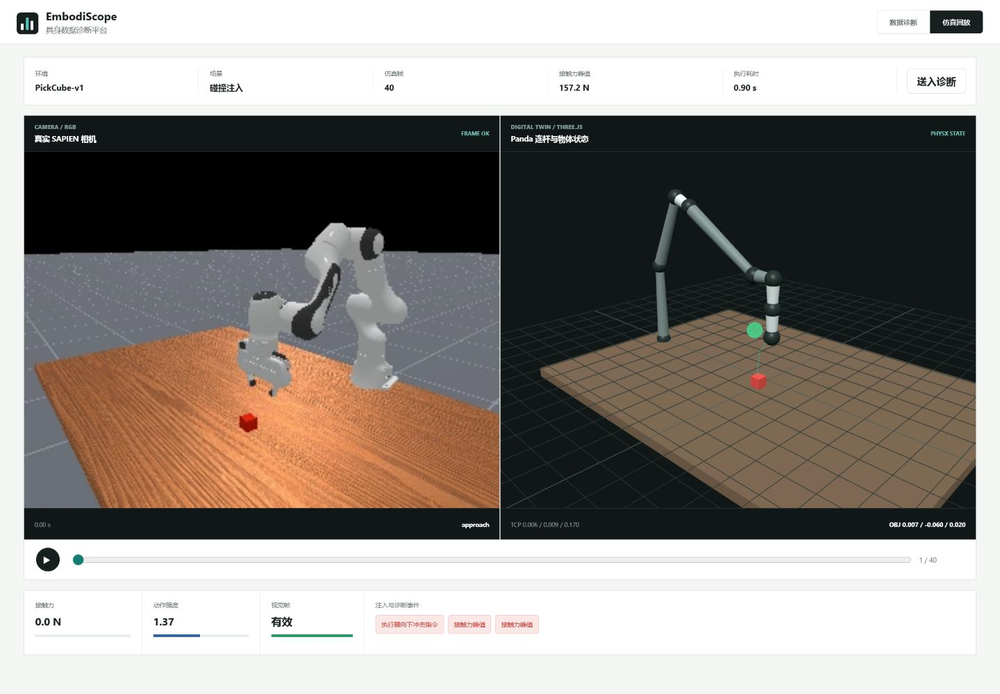 EmbodiScope
具身数据诊断平台
数据诊断
仿真回放
环境
PickCube-v1
场景
碰撞注入
仿真帧
40
接触力峰值
157.2 N
执行耗时
0.90 s
送入诊断
CAMERA / RGB
真实 SAPIEN 相机
FRAME OK
DIGITAL TWIN / THREE.JS
Panda 连杆与物体状态
PHYSX STATE
0.00 s
approach
TCP 0.006 / 0.009 / 0.170
OBJ 0.007 / -0.060 / 0.020
1 / 40
接触力
0.0 N
动作强度
1.37
视觉帧
有效
注入与诊断事件
执行器向下冲击指令
接触力峰值
接触力峰值